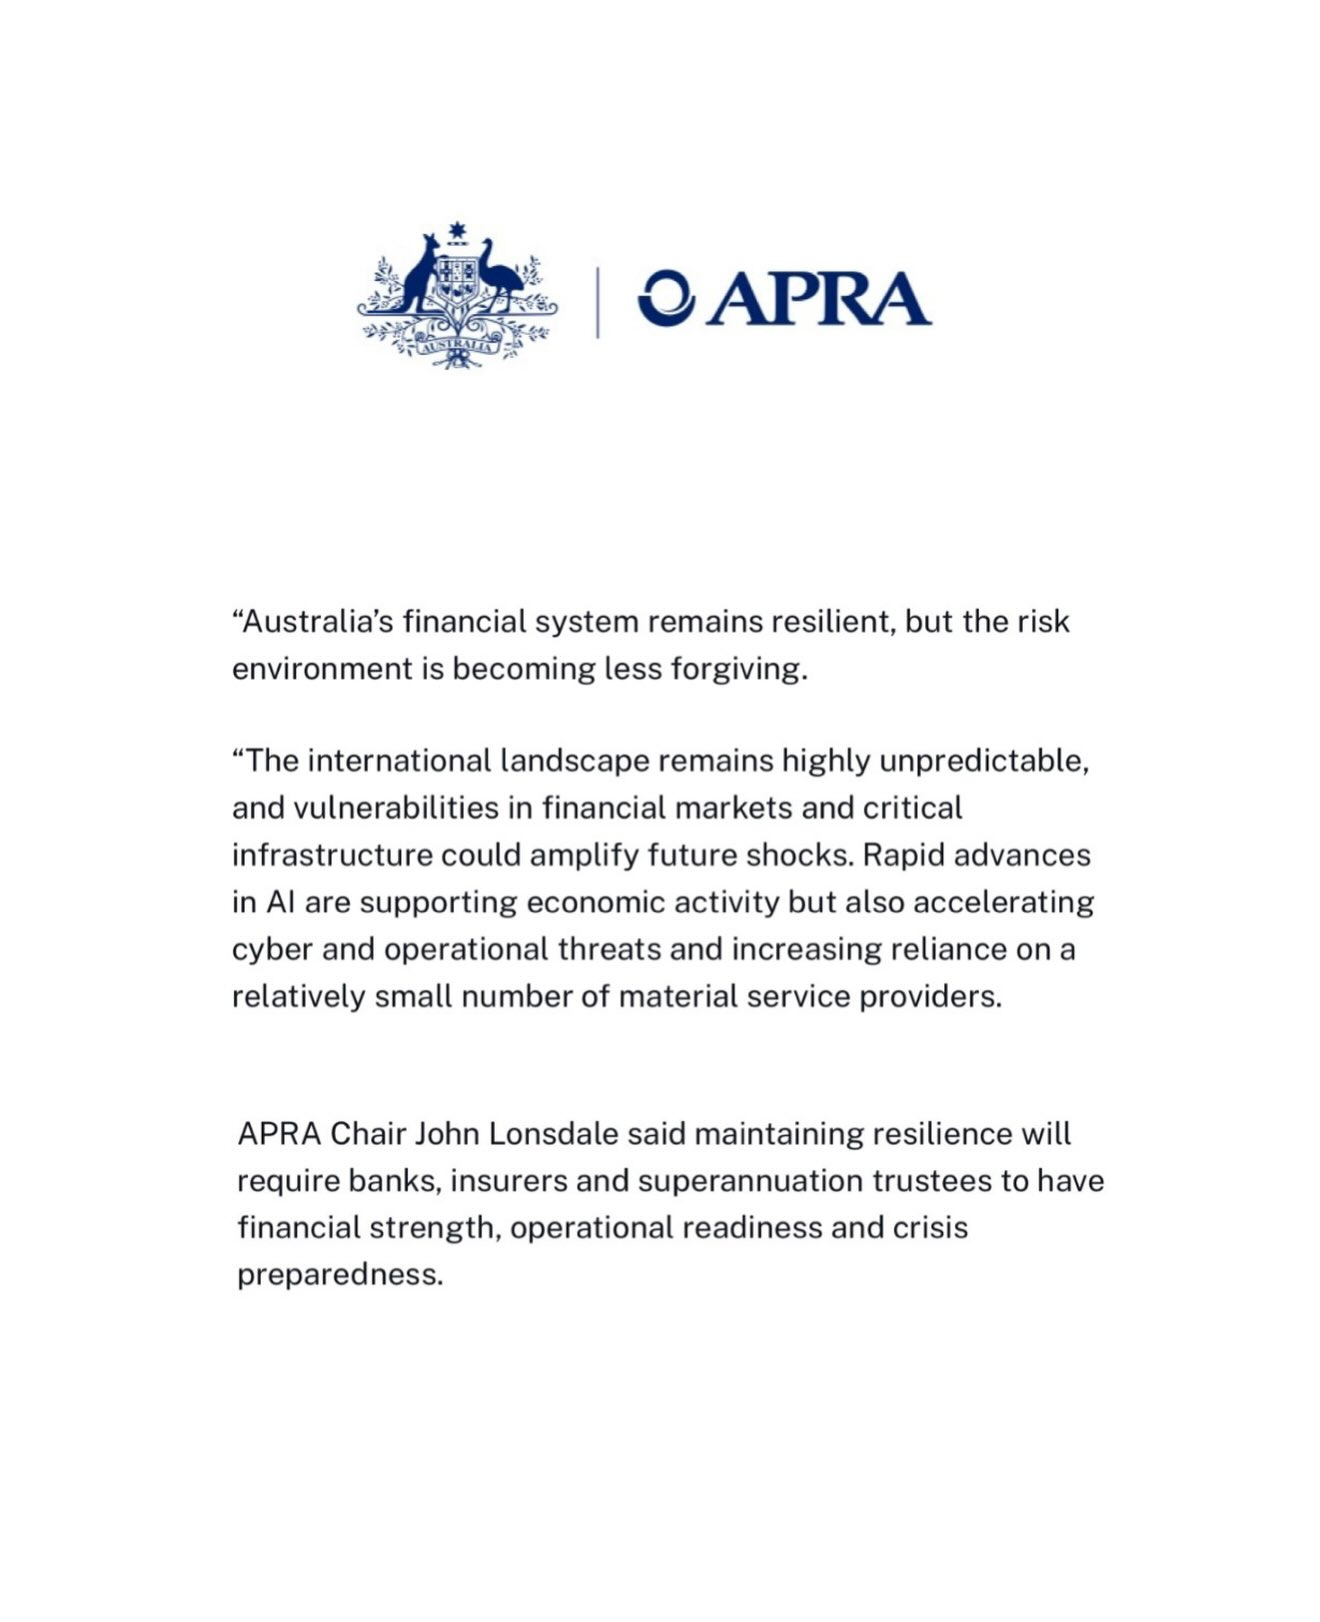 AUSTRALIA
APRA
“Australia’s financial system remains resilient, but the risk
environment is becoming less forgiving.
“The international landscape remains highly unpredictable,
and vulnerabilities in financial markets and critical
infrastructure could amplify future shocks. Rapid advances
in AI are supporting economic activity but also accelerating
cyber and operational threats and increasing reliance on a
relatively small number of material service providers.
APRA Chair John Lonsdale said maintaining resilience will
require banks, insurers and superannuation trustees to have
financial strength, operational readiness and crisis
preparedness.